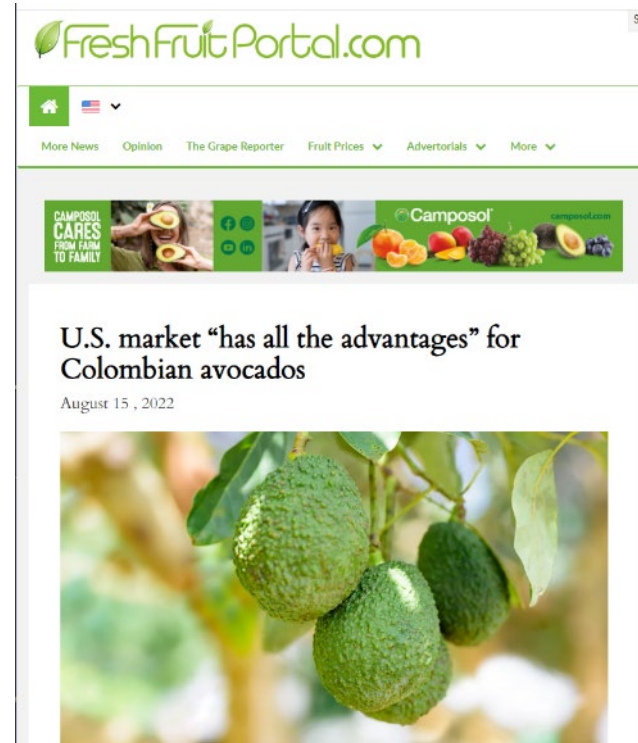 FreshFruitPortal.com
S
More News Opinion The Grape Reporter Fruit Prices Advertorials More
CAMPOSOL
CARES
FROM FARM
TO FAMILY
Camposol
camposol.com
U.S. market “has all the advantages” for
Colombian avocados
August 15 , 2022